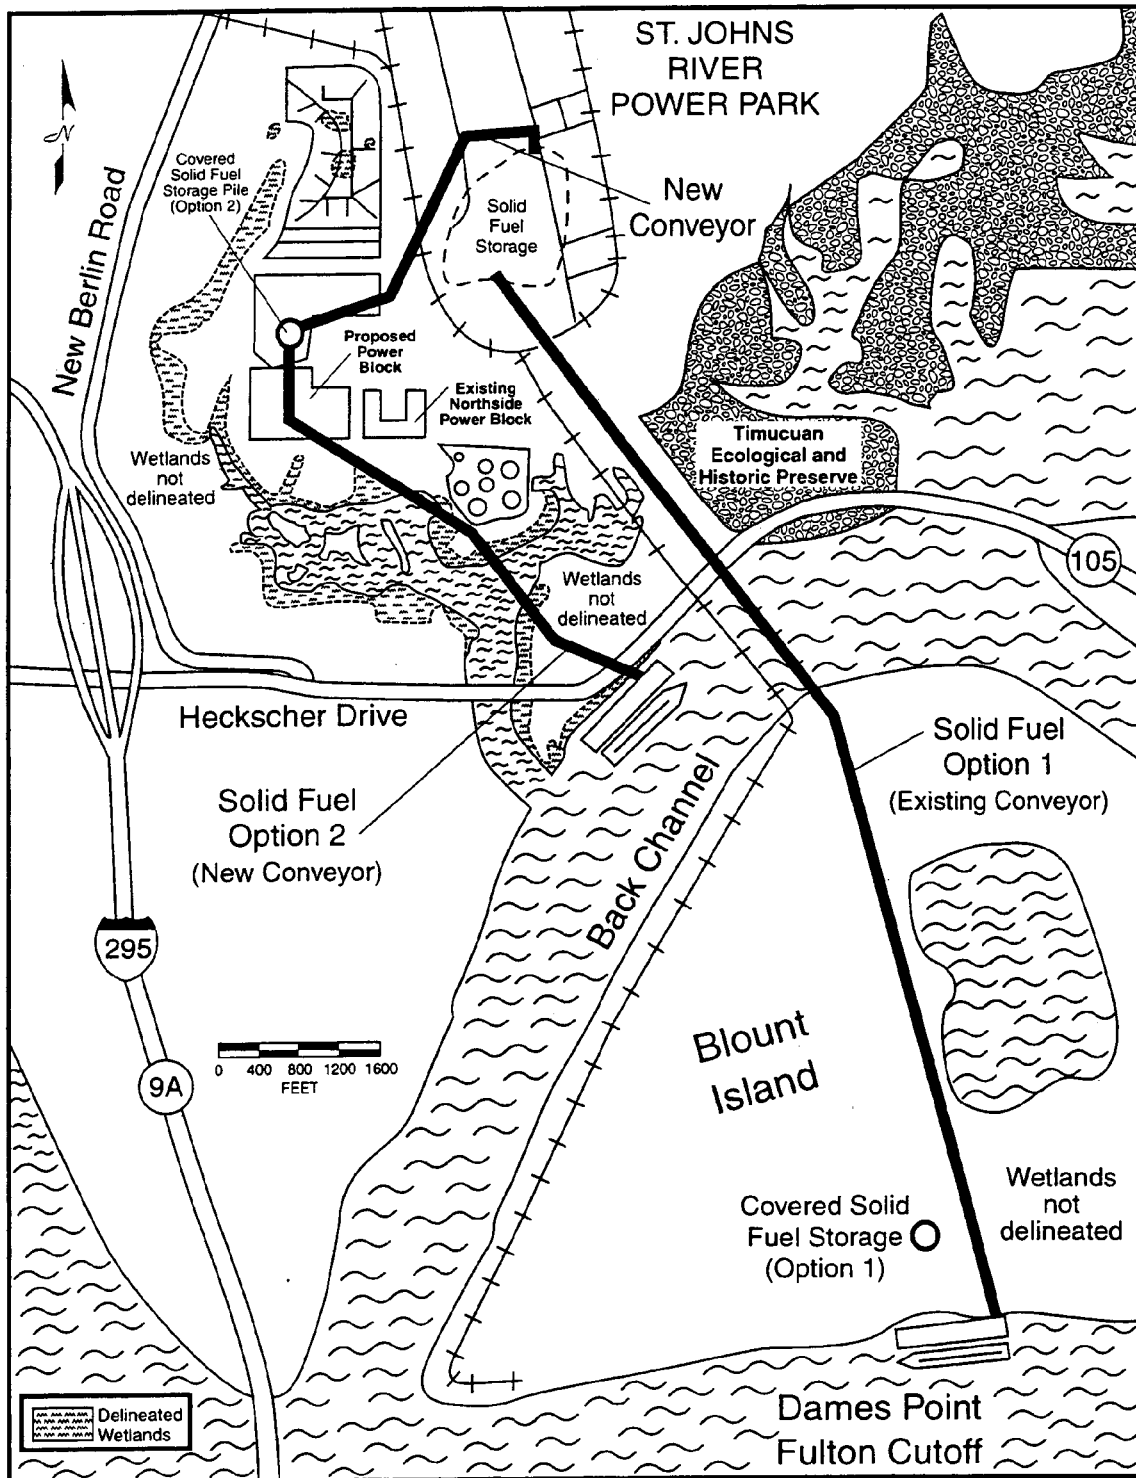 ST. JOHNS
RIVER
POWER PARK
N
Covered
Solid Fuel
Storage Pile
(Option 2)
New Berlin Road
Solid
Fuel
Storage
New
Conveyor
Proposed
Power
Block
Existing
Northside
Power Block
Timucuan
Ecological and
Historic Preserve
Wetlands
not
delineated
105
Wetlands
not
delineated
Heckscher Drive
Solid Fuel
Option 1
(Existing Conveyor)
Solid Fuel
Option 2
(New Conveyor)
Back Channel
295
Blount
Island
0 400 800 1200 1600
FEET
9A
Covered Solid
Fuel Storage
(Option 1)
Wetlands
not
delineated
Delineated
Wetlands
Dames Point
Fulton Cutoff